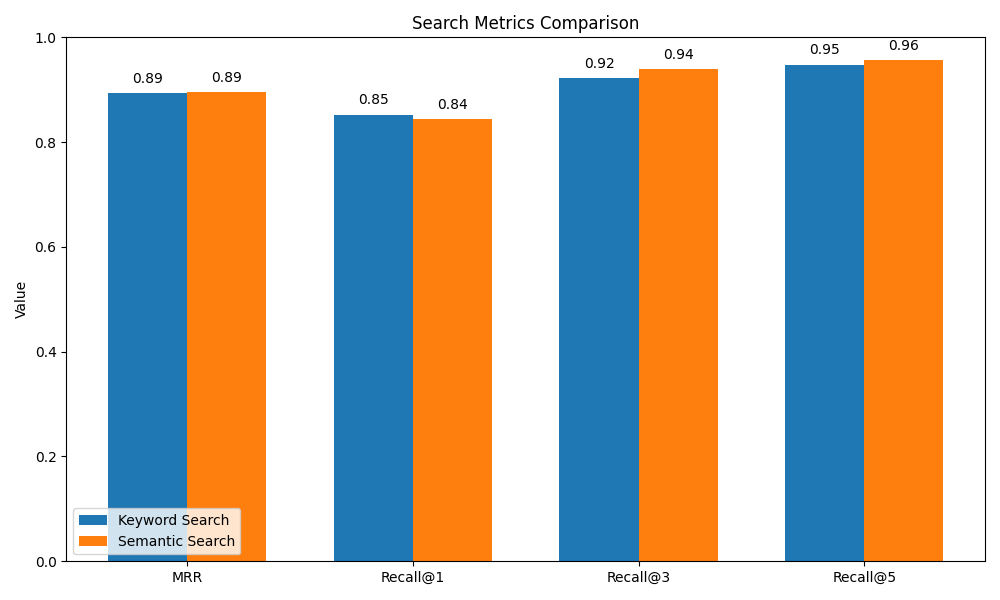 Search Metrics Comparison
1.0
0.8
0.6
0.4
0.2
0.0
Value
0.89
0.89
0.85
0.84
0.92
0.94
0.95
0.96
Keyword Search
Semantic Search
MRR
Recall@1
Recall@3
Recall@5